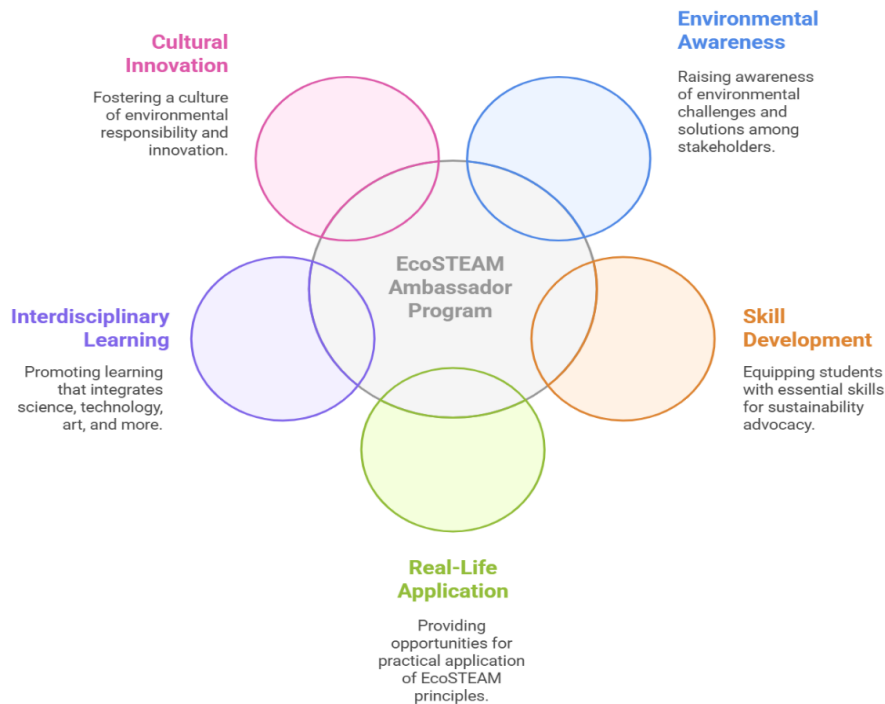 Cultural
Innovation
Fostering a culture
of environmental
responsibility and
innovation.
Environmental
Awareness
Raising awareness
of environmental
challenges and
solutions among
stakeholders.
EcoSTEAM
Ambassador
Program
Interdisciplinary
Learning
Promoting learning
that integrates
science, technology,
art, and more.
Skill
Development
Equipping students
with essential skills
for sustainability
advocacy.
Real-Life
Application
Providing
opportunities for
practical application
of EcoSTEAM
principles.